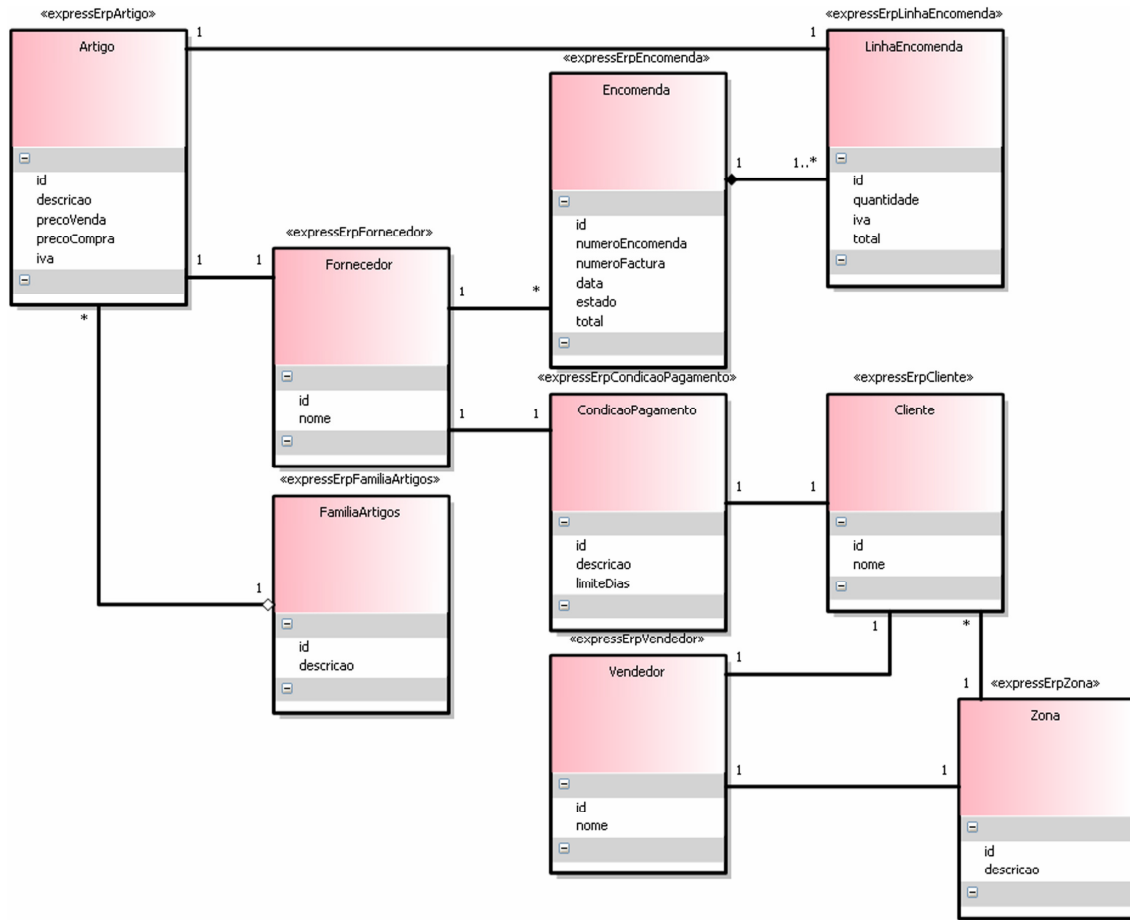 «expressErpArtigo»
Artigo
id
descricao
precoVenda
precoCompra
iva
1
1
«expressErpLinhaEncomenda»
LinhaEncomenda
id
quantidade
iva
total
«expressErpEncomenda»
Encomenda
id
numeroEncomenda
numeroFactura
data
estado
total
1
1..*
1
1
«expressErpFornecedor»
Fornecedor
id
nome
1
*
1
1
*
1
«expressErpFamiliaArtigos»
FamiliaArtigos
id
descricao
«expressErpCondicaoPagamento»
CondicaoPagamento
id
descricao
limiteDias
1
1
«expressErpCliente»
Cliente
id
nome
1
*
«expressErpVendedor»
Vendedor
id
nome
1
1
1
1
«expressErpZona»
Zona
id
descricao